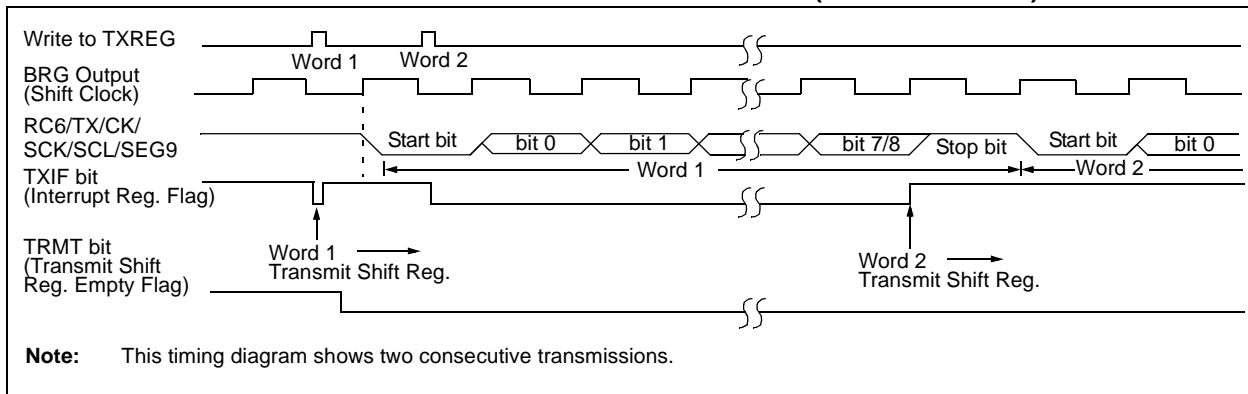 Write to TXREG
Word 1
Word 2
BRG Output
(Shift Clock)
RC6/TX/CK/
SCK/SCL/SEG9
Start bit
bit 0
bit 1
bit 7/8
Stop bit
Start bit
bit 0
Word 1
Word 2
TXIF bit
(Interrupt Reg. Flag)
TRMT bit
(Transmit Shift
Reg. Empty Flag)
Word 1
Transmit Shift Reg.
Word 2
Transmit Shift Reg.
Note: This timing diagram shows two consecutive transmissions.